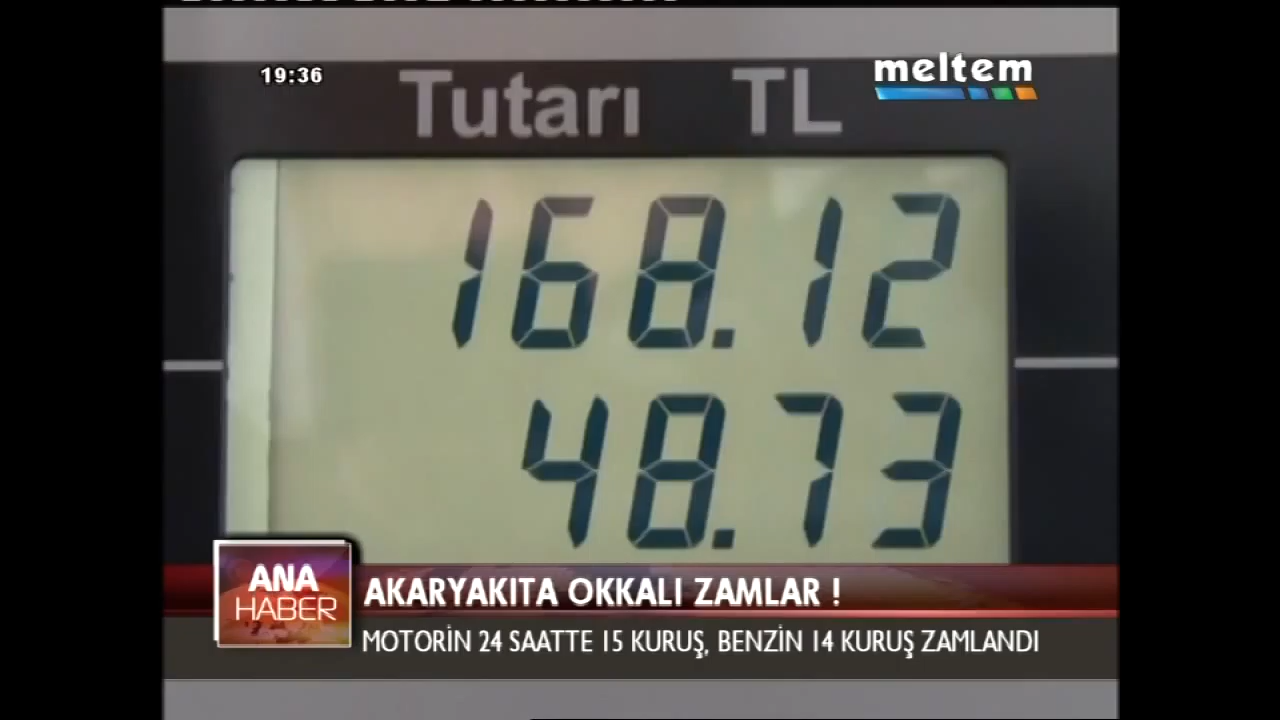 19:36
meltem
Tutarı TL
168.12
48.73
ANA
HABER
AKARYAKITA OKKALI ZAMLAR !
MOTORİN 24 SAATTE 15 KURUŞ, BENZİN 14 KURUŞ ZAMLANDI